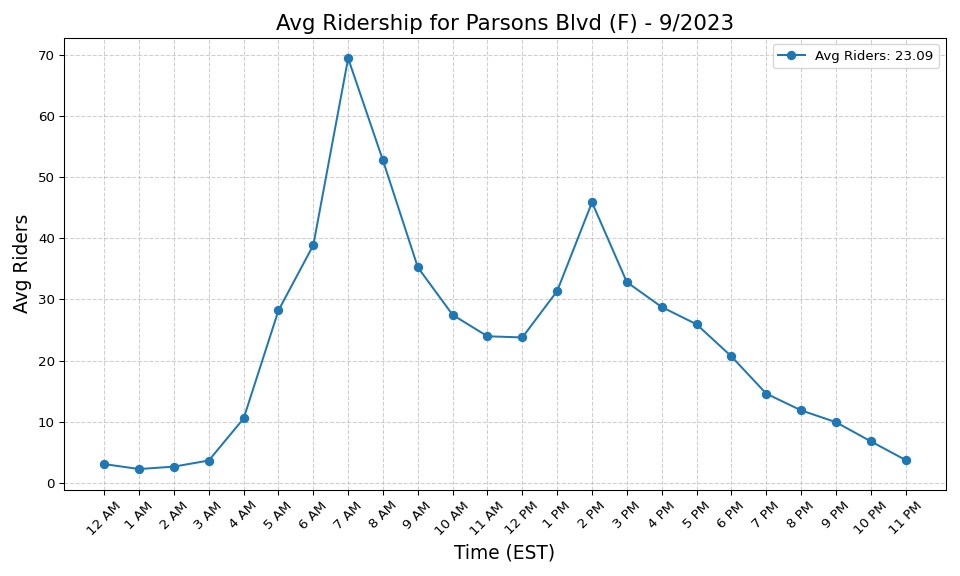 Avg Ridership for Parsons Blvd (F) - 9/2023
Avg Riders: 23.09
Avg Riders
70
60
50
40
30
20
10
0
12 AM
1 AM
2 AM
3 AM
4 AM
5 AM
6 AM
7 AM
8 AM
9 AM
10 AM
11 AM
12 PM
1 PM
2 PM
3 PM
4 PM
5 PM
6 PM
7 PM
8 PM
9 PM
10 PM
11 PM
Time (EST)